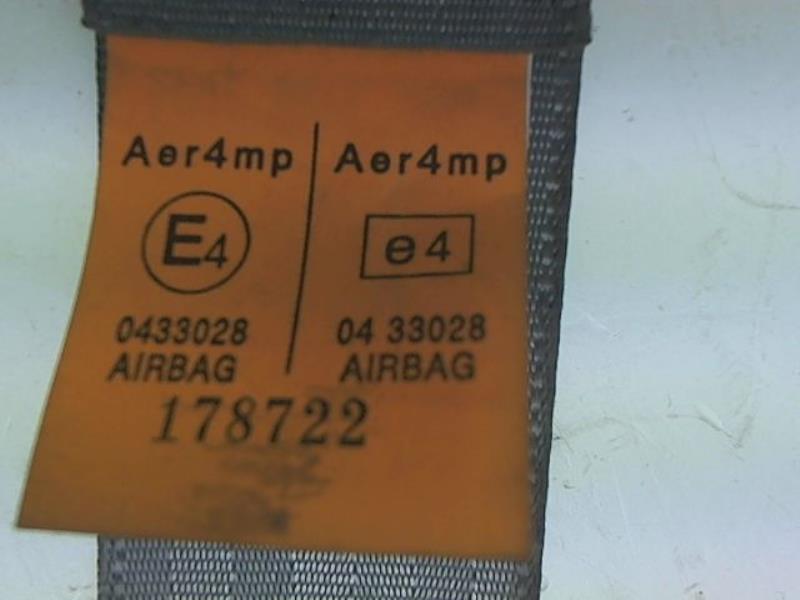 Aer4mp Aer4mp
E4 e4
0433028 04 33028
AIRBAG AIRBAG
178722